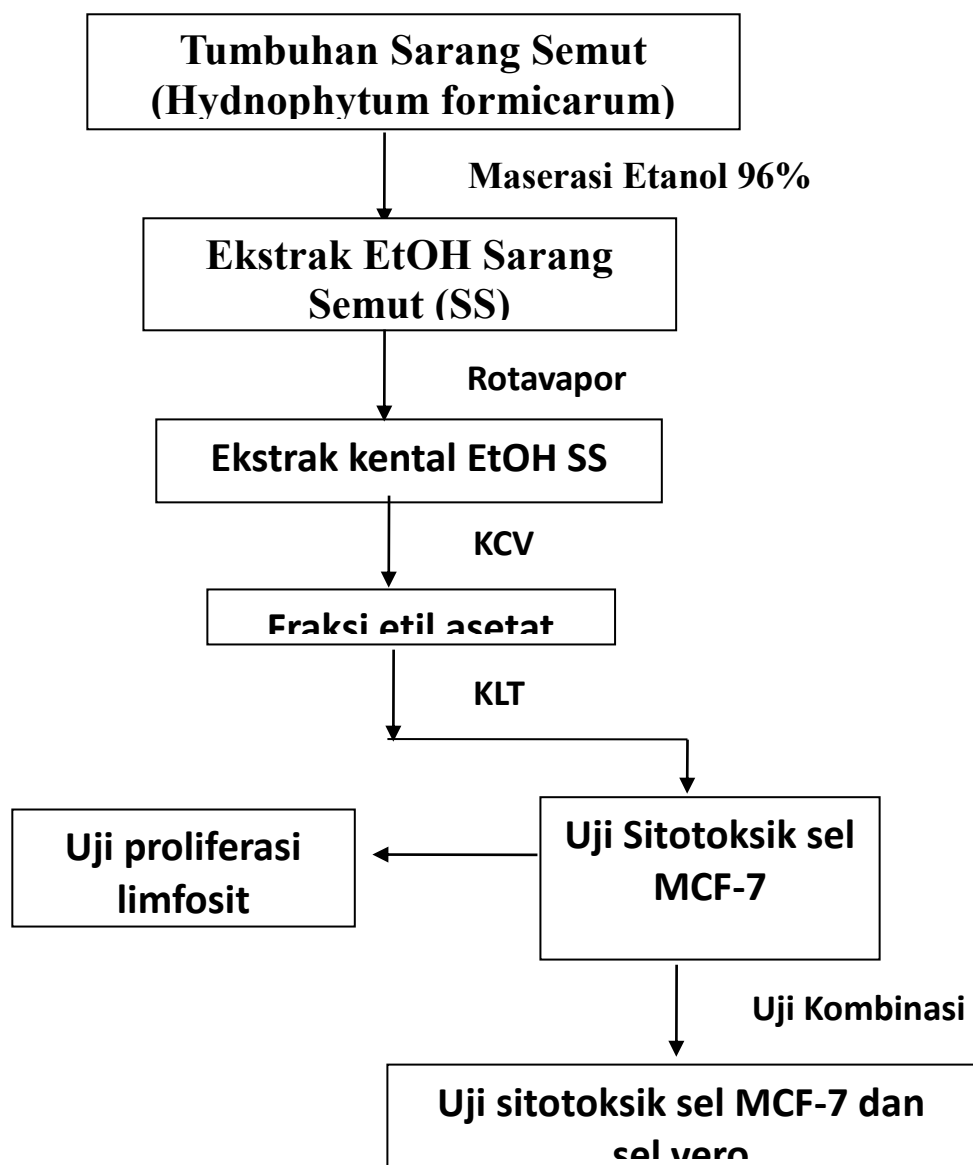 Tumbuhan Sarang Semut
(Hydnophytum formicarum)
Maserasi Etanol 96%
Ekstrak EtOH Sarang
Semut (SS)
Rotavapor
Ekstrak kental EtOH SS
KCV
Fraksi etil asetat
KLT
Uji proliferasi
limfosit
Uji Sitotoksik sel
MCF-7
Uji Kombinasi
Uji sitotoksik sel MCF-7 dan
sel vero